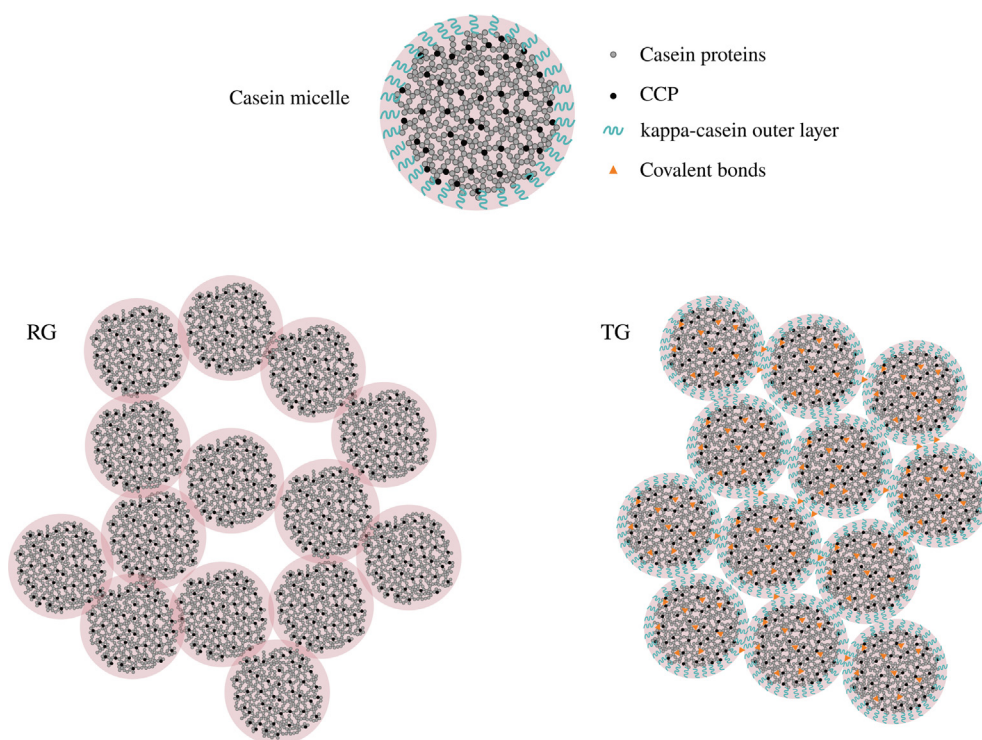 Casein micelle
Casein proteins
CCP
kappa-casein outer layer
Covalent bonds
RG
TG